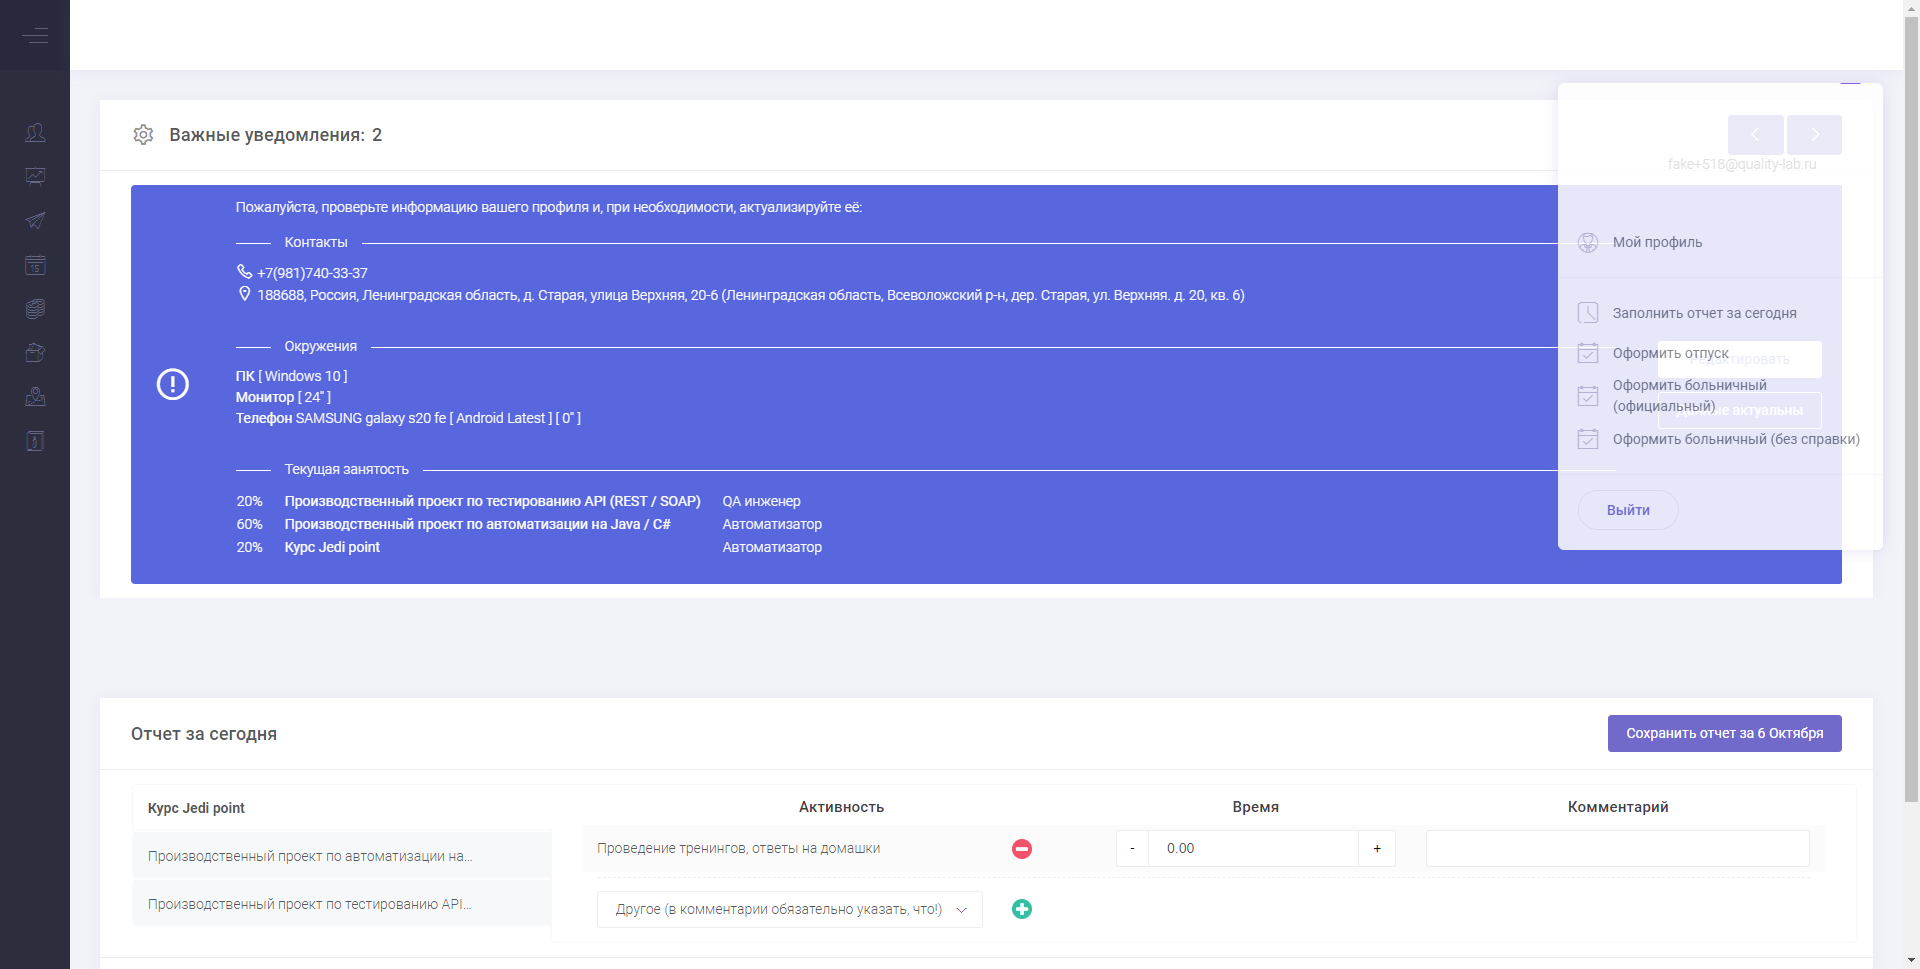 Важные уведомления: 2
fake+518@quality-lab.ru
Пожалуйста, проверьте информацию вашего профиля и, при необходимости, актуализируйте её:
Контакты
+7(981)740-33-37
188688, Россия, Ленинградская область, д. Старая, улица Верхняя, 20-6 (Ленинградская область, Всеволожский р-н, дер. Старая, ул. Верхняя. д. 20, кв. 6)
Окружения
ПК [ Windows 10 ]
Монитор [ 24" ]
Телефон SAMSUNG galaxy s20 fe [ Android Latest ] [ 0" ]
Текущая занятость
20% Производственный проект по тестированию API (REST / SOAP) QA инженер
60% Производственный проект по автоматизации на Java / C# Автоматизатор
20% Курс Jedi point Автоматизатор
Мой профиль
Заполнить отчет за сегодня
Оформить отпуск
Оформить больничный
(официальный)
актуальны
Оформить больничный (без справки)
Выйти
Отчет за сегодня
Сохранить отчет за 6 Октября
Курс Jedi point
Производственный проект по автоматизации на...
Производственный проект по тестированию API...
Активность Время Комментарий
Проведение тренингов, ответы на домашки - 0.00 +
Другое (в комментарии обязательно указать, что!)
15